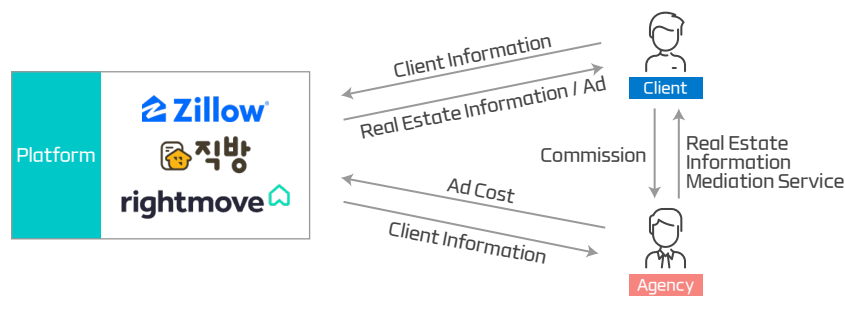 Platform
Zillow®
직방
rightmove
Client Information
Real Estate Information / Ad
Client
Commission
Real Estate
Information
Mediation Service
Ad Cost
Client Information
Agency